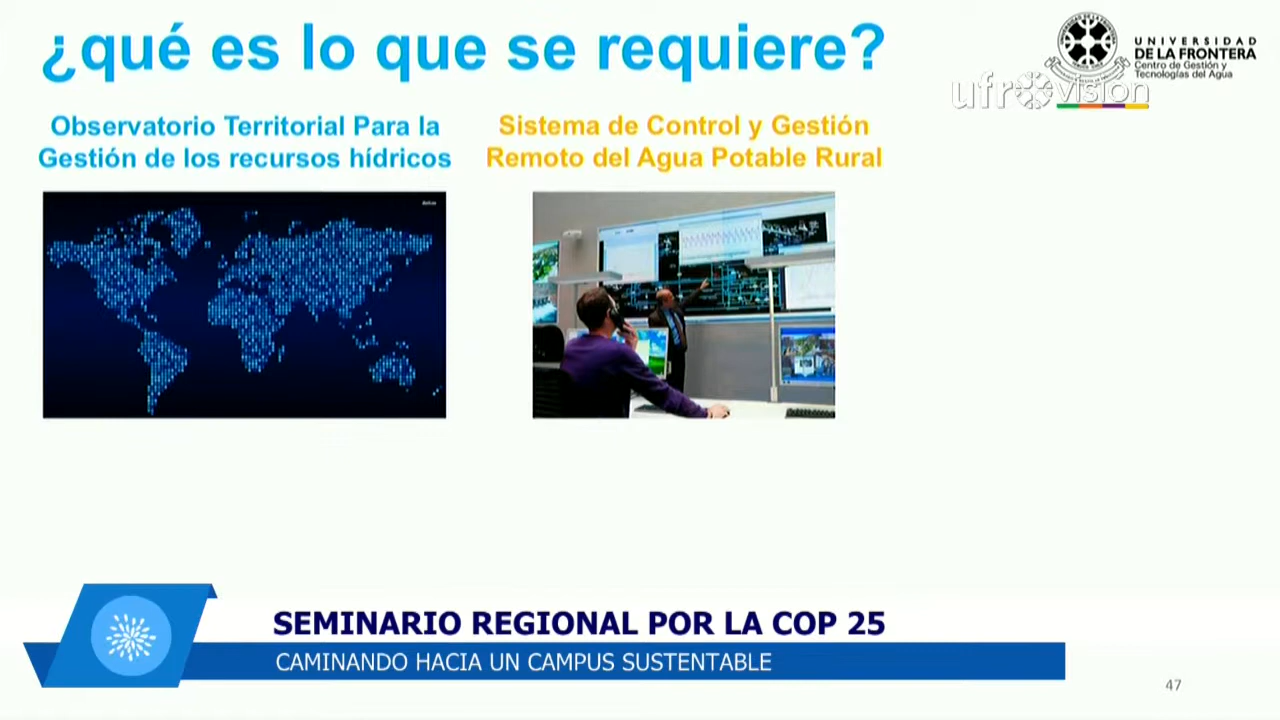 ¿qué es lo que se requiere?
UNIVERSIDAD
DE LA FRONTERA
Centro de Gestión y
Tecnologías del Agua
ufrovision
Observatorio Territorial Para la
Gestión de los recursos hídricos
Sistema de Control y Gestión
Remoto del Agua Potable Rural
SEMINARIO REGIONAL POR LA COP 25
CAMINANDO HACIA UN CAMPUS SUSTENTABLE
47